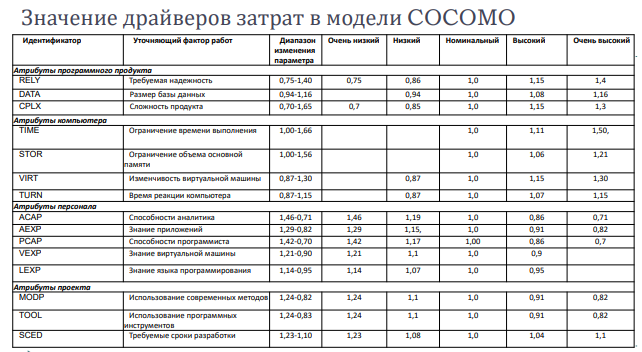 Значение драйверов затрат в модели COCOMO
Идентификатор Уточняющий фактор работ Диапазон изменения параметра Очень низкий Низкий Номинальный Высокий Очень высокий
Атрибуты программного продукта
RELY Требуемая надежность 0,75-1,40 0,75 0,86 1,0 1,15 1,4
DATA Размер базы данных 0,94-1,16 0,94 1,0 1,08 1,16
CPLX Сложность продукта 0,70-1,65 0,7 0,85 1,0 1,15 1,3
Атрибуты компьютера
TIME Ограничение времени выполнения 1,00-1,66 1,0 1,11 1,50,
STOR Ограничение объема основной памяти 1,00-1,56 1,0 1,06 1,21
VIRT Изменчивость виртуальной машины 0,87-1,30 0,87 1,0 1,15 1,30
TURN Время реакции компьютера 0,87-1,15 0,87 1,0 1,07 1,15
Атрибуты персонала
ACAP Способности аналитика 1,46-0,71 1,46 1,19 1,0 0,86 0,71
AEXP Знание приложений 1,29-0,82 1,29 1,15, 1,0 0,91 0,82
PCAP Способности программиста 1,42-0,70 1,42 1,17 1,00 0,86 0,7
VEXP Знание виртуальной машины 1,21-0,90 1,21 1,1 1,0 0,9
LEXP Знание языка программирования 1,14-0,95 1,14 1,07 1,0 0,95
Атрибуты проекта
MODP Использование современных методов 1,24-0,82 1,24 1,1 1,0 0,91 0,82
TOOL Использование программных инструментов 1,24-0,83 1,24 1,1 1,0 0,91 0,82
SCED Требуемые сроки разработки 1,23-1,10 1,23 1,08 1,0 1,04 1,1